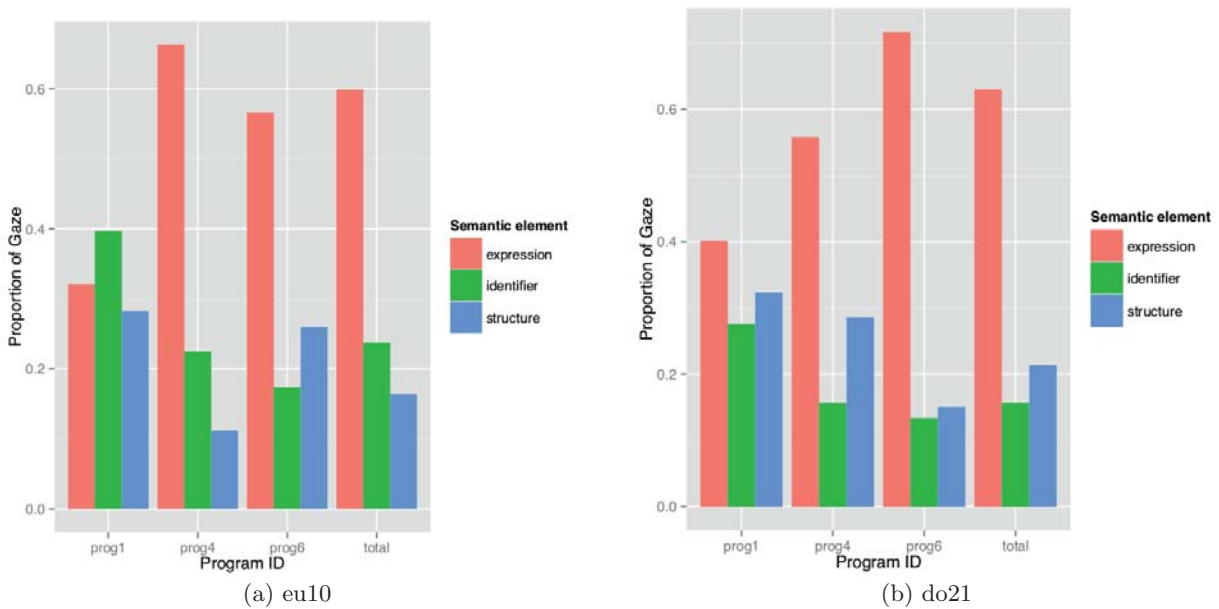 Proportion of Gaze
0.6
0.4
0.2
0.0
prog1 prog4 prog6 total
Program ID
Semantic element
expression
identifier
structure
(a) eu10
Proportion of Gaze
0.6
0.4
0.2
0.0
prog1 prog4 prog6 total
Program ID
Semantic element
expression
identifier
structure
(b) do21